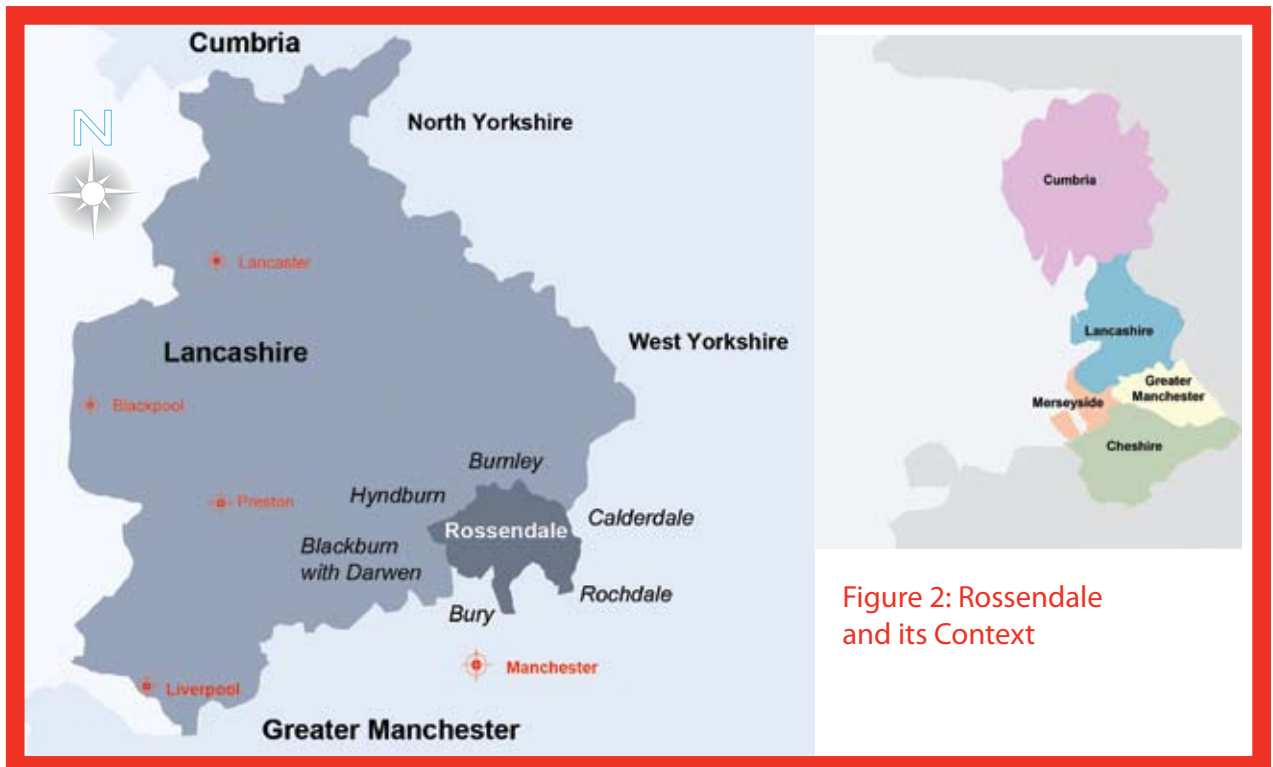 Cumbria
N
North Yorkshire
Lancaster
West Yorkshire
Lancashire
Blackpool
Burnley
Hyndburn
Preston
Calderdale
Rossendale
Blackburn
with Darwen
Rochdale
Bury
Manchester
Liverpool
Greater Manchester
Cumbria
Lancashire
Greater
Manchester
Merseyside
Cheshire
Figure 2: Rossendale
and its Context